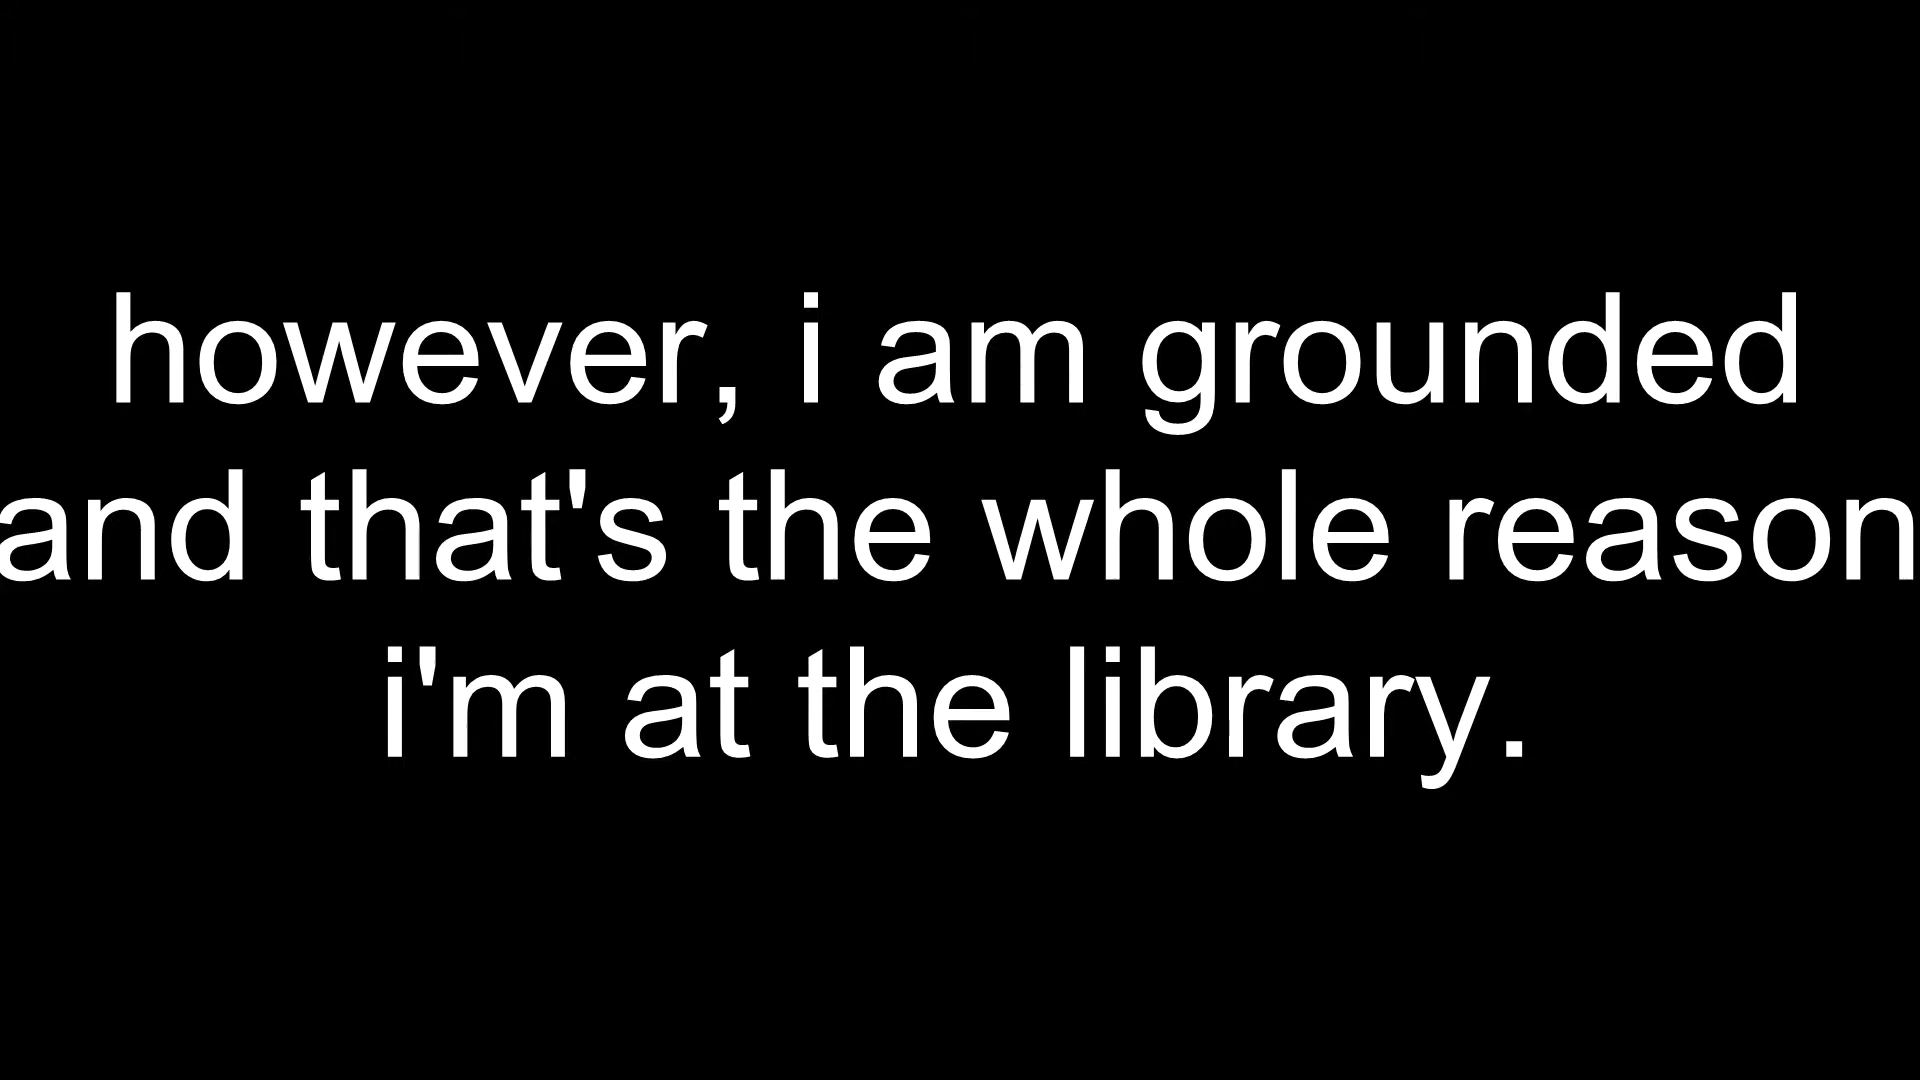 however, i am grounded
and that's the whole reason
i'm at the library.